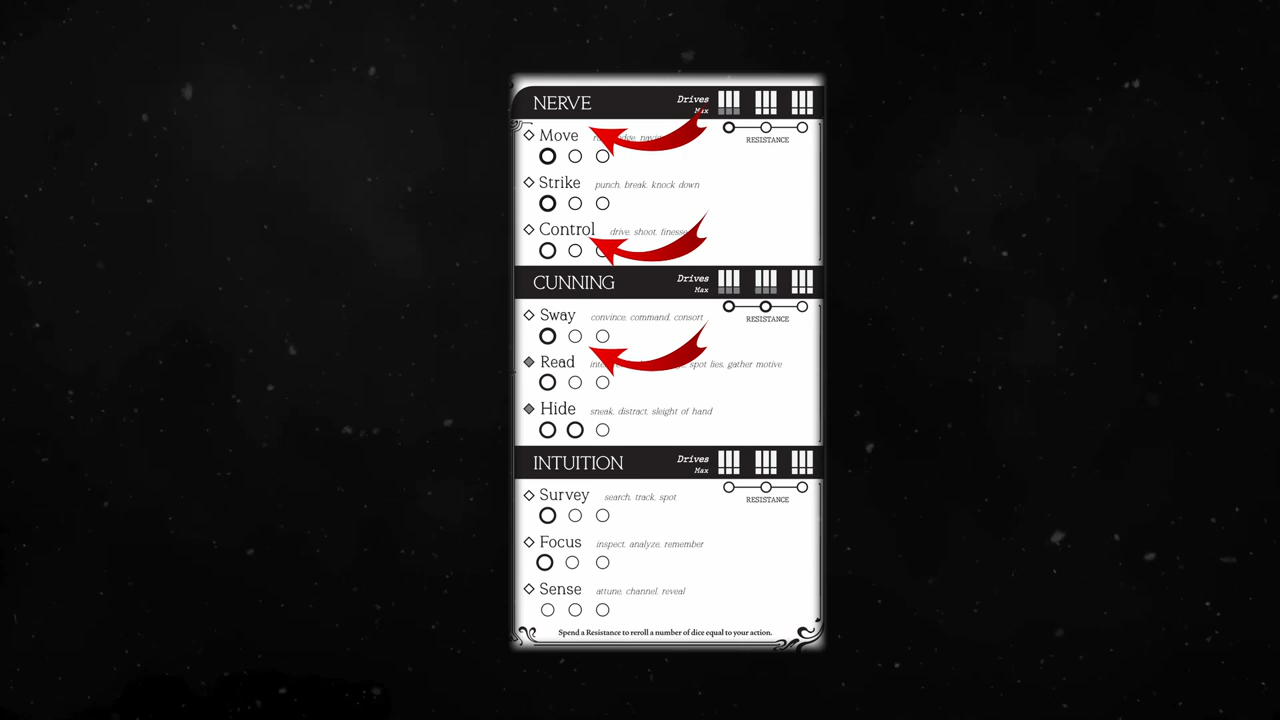 NERVE Drives
Max
Move
RESISTANCE
Strike punch, break, knock down
Control drive, shoot, finesse
CUNNING Drives
Max
Sway convince, command, consort
RESISTANCE
Read spot lies, gather motive
Hide sneak, distract, sleight of hand
INTUITION Drives
Max
Survey search, track, spot
RESISTANCE
Focus inspect, analyze, remember
Sense attune, channel, reveal
Spend a Resistance to reroll a number of dice equal to your action.